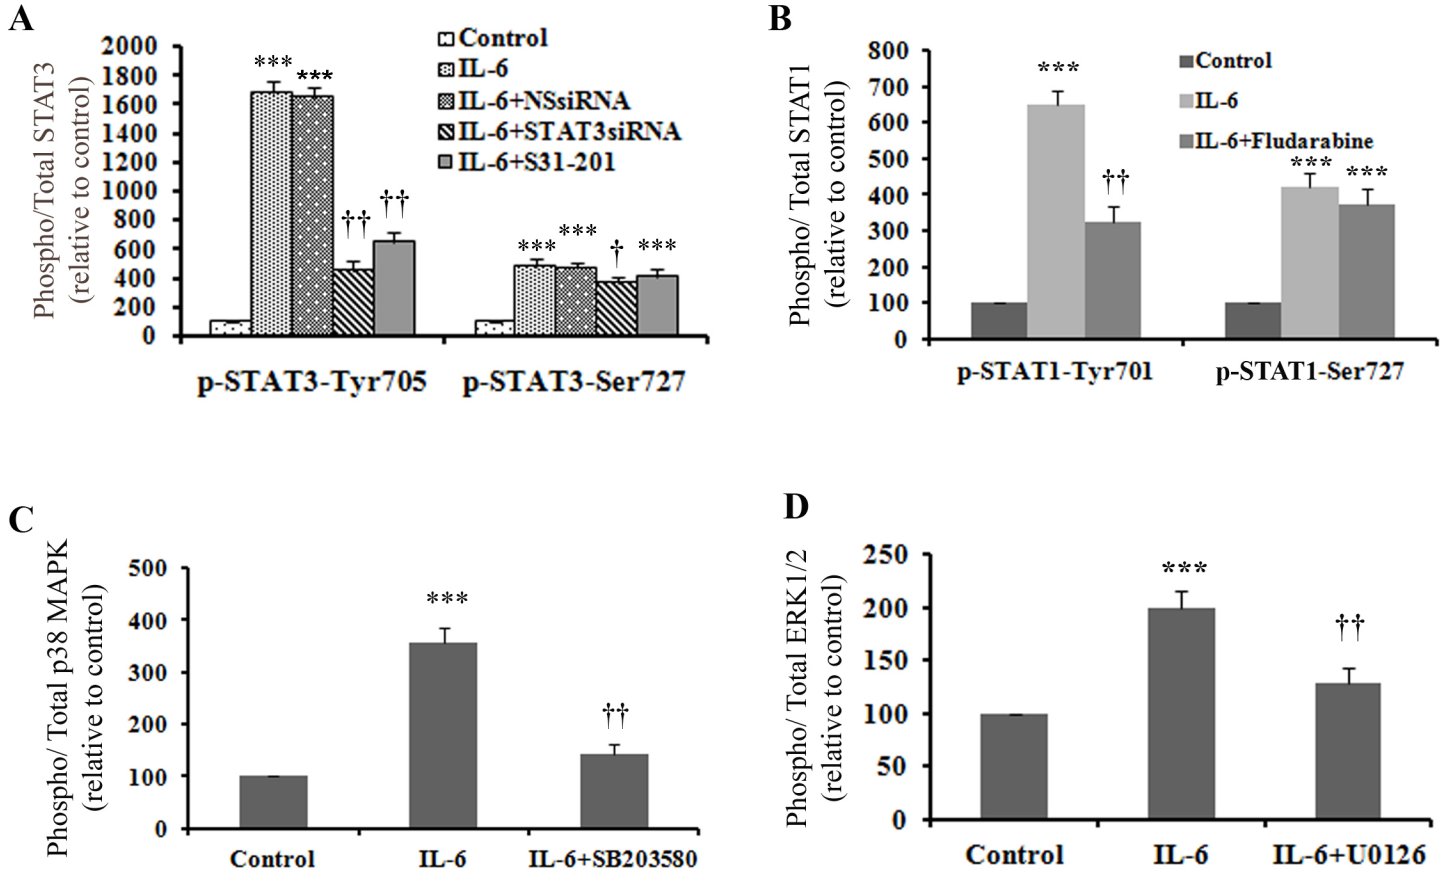 A
Phospho/Total STAT3
(relative to control)
2000
1800
1600
1400
1200
1000
800
600
400
200
0
Control
IL-6
IL-6+NSsiRNA
IL-6+STAT3siRNA
IL-6+S31-201
***
***
††
††
***
***
†
***
p-STAT3-Tyr705
p-STAT3-Ser727
B
Phospho/ Total STAT1
(relative to control)
800
700
600
500
400
300
200
100
0
Control
IL-6
IL-6+Fludarabine
***
††
***
***
p-STAT1-Tyr701
p-STAT1-Ser727
C
Phospho/ Total p38 MAPK
(relative to control)
500
400
300
200
100
0
***
††
Control
IL-6
IL-6+SB203580
D
Phospho/ Total ERK1/2
(relative to control)
250
200
150
100
50
0
***
††
Control
IL-6
IL-6+U0126